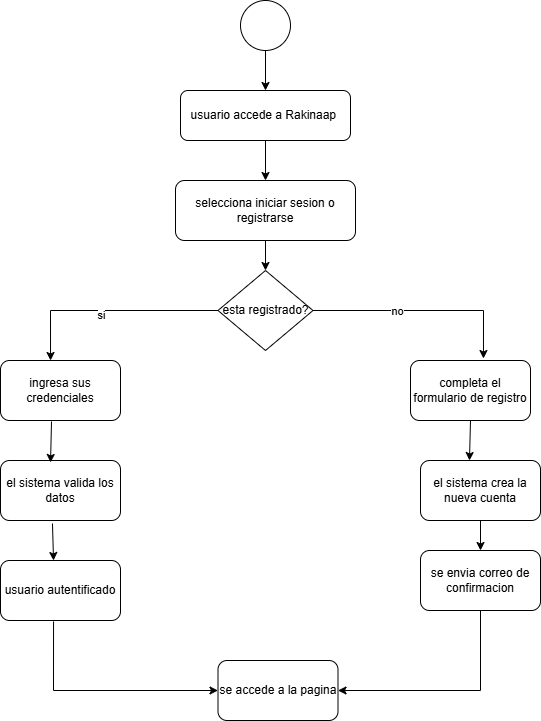 usuario accede a Rakinaap
selecciona iniciar sesion o
registrarse
esta registrado?
si
no
ingresa sus
credenciales
completa el
formulario de registro
el sistema valida los
datos
el sistema crea la
nueva cuenta
usuario autentificado
se envia correo de
confirmacion
se accede a la pagina